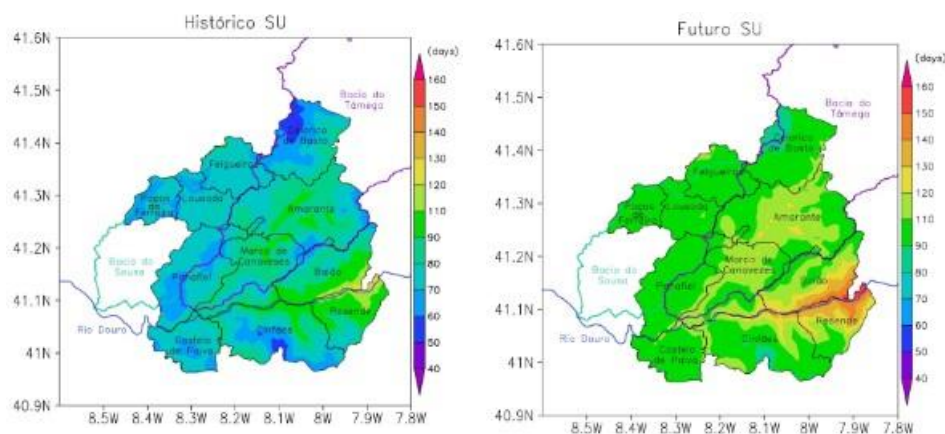 Histórico SU
41.6N
41.5N
41.4N
41.3N
41.2N
41.1N
41N
40.9N
8.5W 8.4W 8.3W 8.2W 8.1W 8W 7.9W 7.8W
(days)
160
140
130
120
110
90
80
70
60
50
40
Bacia do
Tâmega
Celorico
de Basto
Felgueiras
Lousada
Paços
de
Ferreira
Amarante
Marco de
Canavezes
Penafiel
Baião
Resende
Bacia do
Sousa
Rio Douro
Cinfães
Castelo
de Paiva
Futuro SU
41.6N
41.5N
41.4N
41.3N
41.2N
41.1N
41N
40.9N
8.5W 8.4W 8.3W 8.2W 8.1W 8W 7.9W 7.8W
(days)
160
140
130
120
110
90
80
70
60
50
40
Bacia do
Tâmega
Celorico
de Basto
Felgueiras
Lousada
Paços
de
Ferreira
Amarante
Marco de
Canavezes
Penafiel
Baião
Resende
Bacia do
Sousa
Rio Douro
Cinfães
Castelo
de Paiva